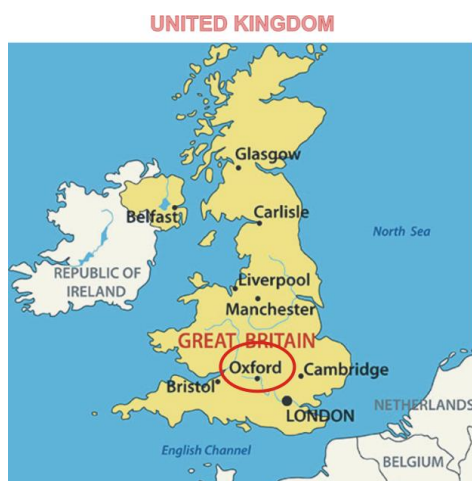 UNITED KINGDOM
Glasgow
Belfast
Carlisle
North Sea
REPUBLIC OF
IRELAND
Liverpool
Manchester
GREAT BRITAIN
Oxford
Cambridge
Bristol
LONDON
NETHERLANDS
English Channel
BELGIUM